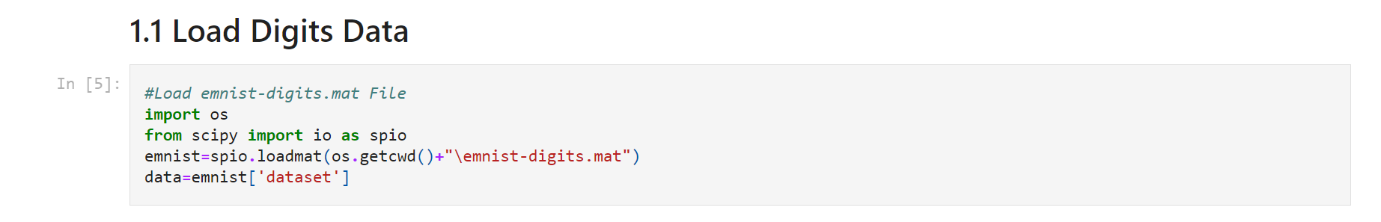 1.1 Load Digits Data
In [5]:
#Load emnist-digits.mat File
import os
from scipy import io as spio
emnist=spio.loadmat(os.getcwd()+"\emnist-digits.mat")
data=emnist['dataset']